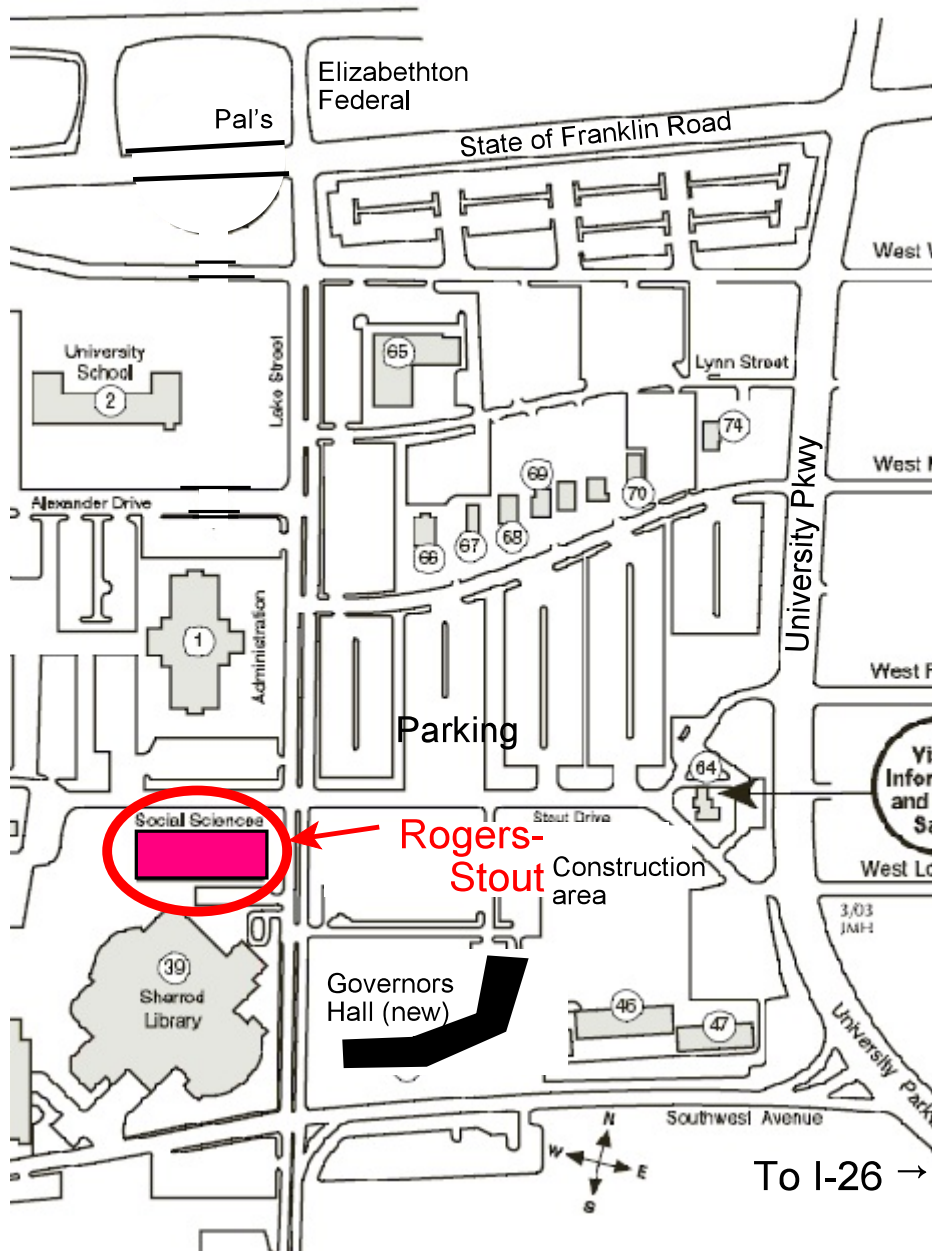 Elizabethton
Federal
Pal's
State of Franklin Road
West
University
School
2
Lake Street
65
Lynn Street
74
West
Alexander Drive
69
70
66
67
68
University Pkwy
1
Administration
West
Parking
64
Social Sciences
Stout Drive
Rogers-
Stout
Construction
area
and
West
3/03
JMH
39
Sherrod
Library
Governors
Hall (new)
46
47
University
Southwest Avenue
N
W
E
S
To I-26 →